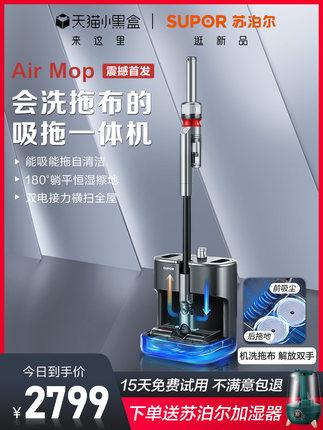 天猫小黑盒
来这里
SUPOR 苏泊尔
逛新品
Air Mop 震撼首发
会洗拖布的
吸拖一体机
能吸能拖自清洁
180°躺平恒湿擦地
双电接力横扫全屋
SUPOR
前吸尘
后拖地
机洗拖布 解放双手
今日到手价
¥2799
15天免费试用 不满意包退
下单送苏泊尔加湿器